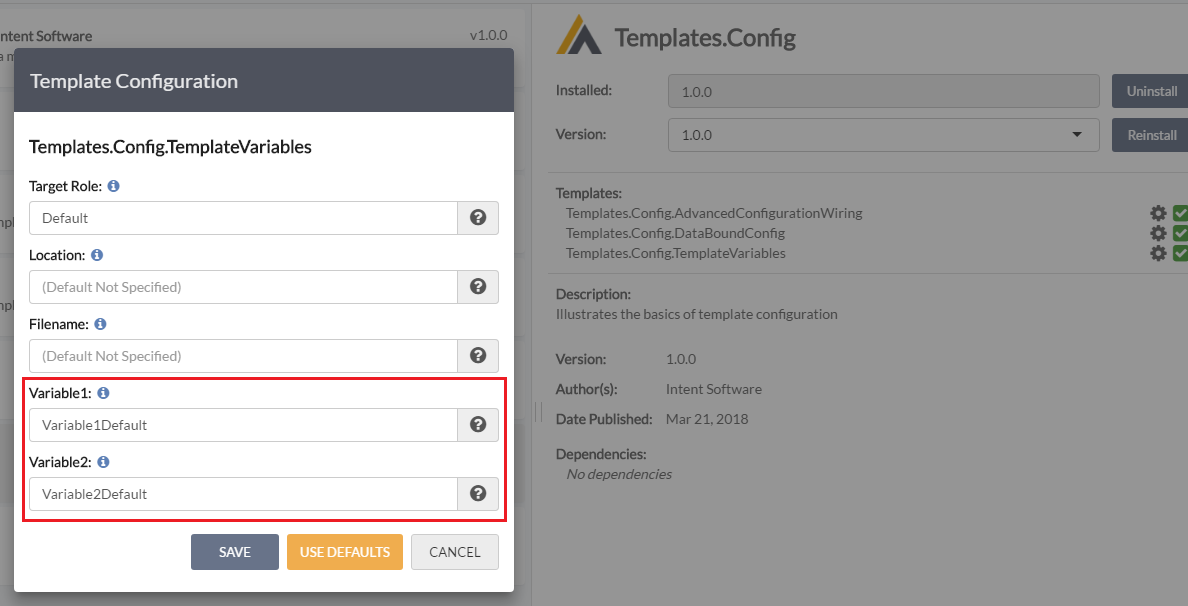 ntent Software
v1.0.0
a m
Template Configuration
Templates.Config.TemplateVariables
Target Role:
Default
Location:
(Default Not Specified)
Filename:
(Default Not Specified)
Variable1:
Variable1Default
Variable2:
Variable2Default
SAVE USE DEFAULTS CANCEL
mpl
mpl
Templates.Config
Installed: 1.0.0 Uninstall
Version: 1.0.0 Reinstall
Templates:
Templates.Config.AdvancedConfigurationWiring
Templates.Config.DataBoundConfig
Templates.Config.TemplateVariables
Description:
Illustrates the basics of template configuration
Version: 1.0.0
Author(s): Intent Software
Date Published: Mar 21, 2018
Dependencies:
No dependencies